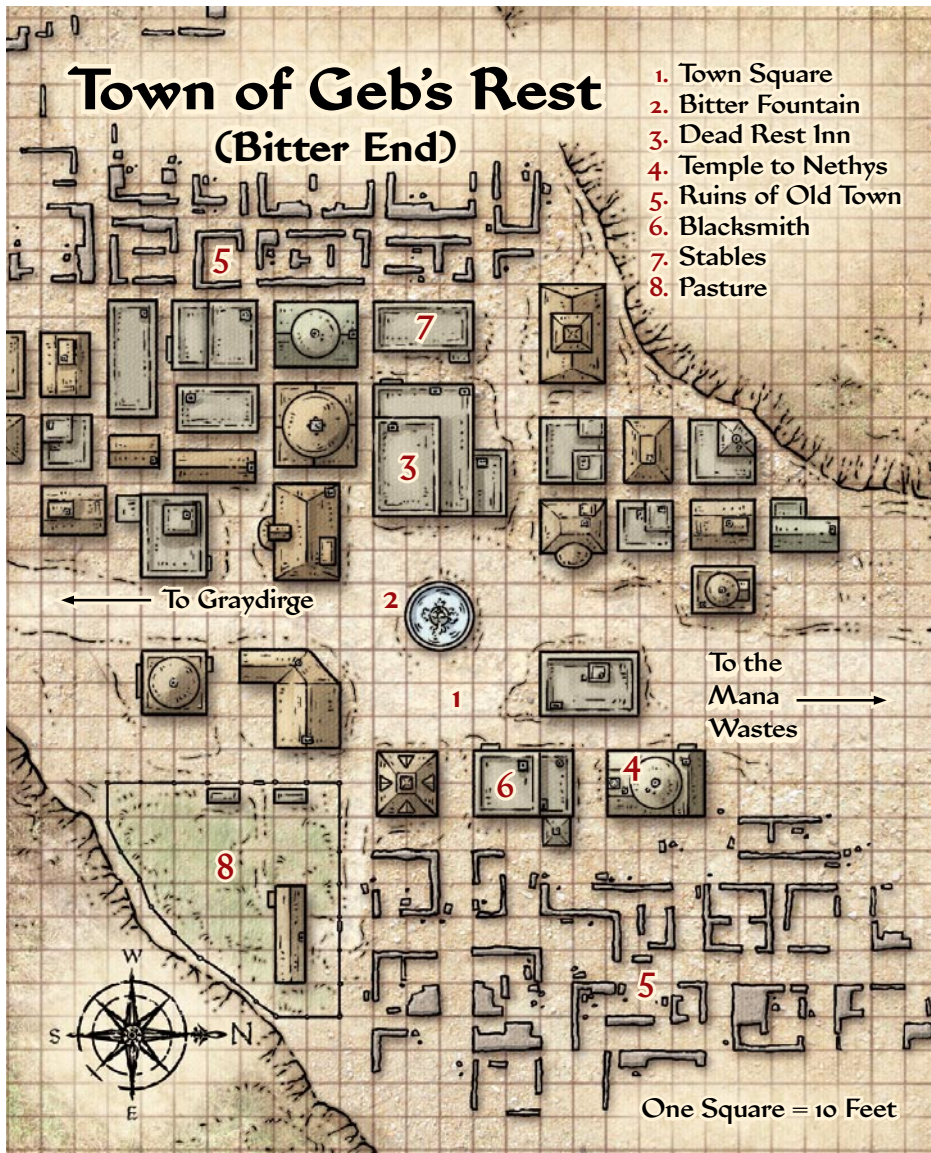 Town of Geb's Rest
(Bitter End)
1. Town Square
2. Bitter Fountain
3. Dead Rest Inn
4. Temple to Nethys
5. Ruins of Old Town
6. Blacksmith
7. Stables
8. Pasture
5
7
3
To Graydirge
2
1
To the
Mana
Wastes
6
4
8
5
W
S
N
E
One Square = 10 Feet